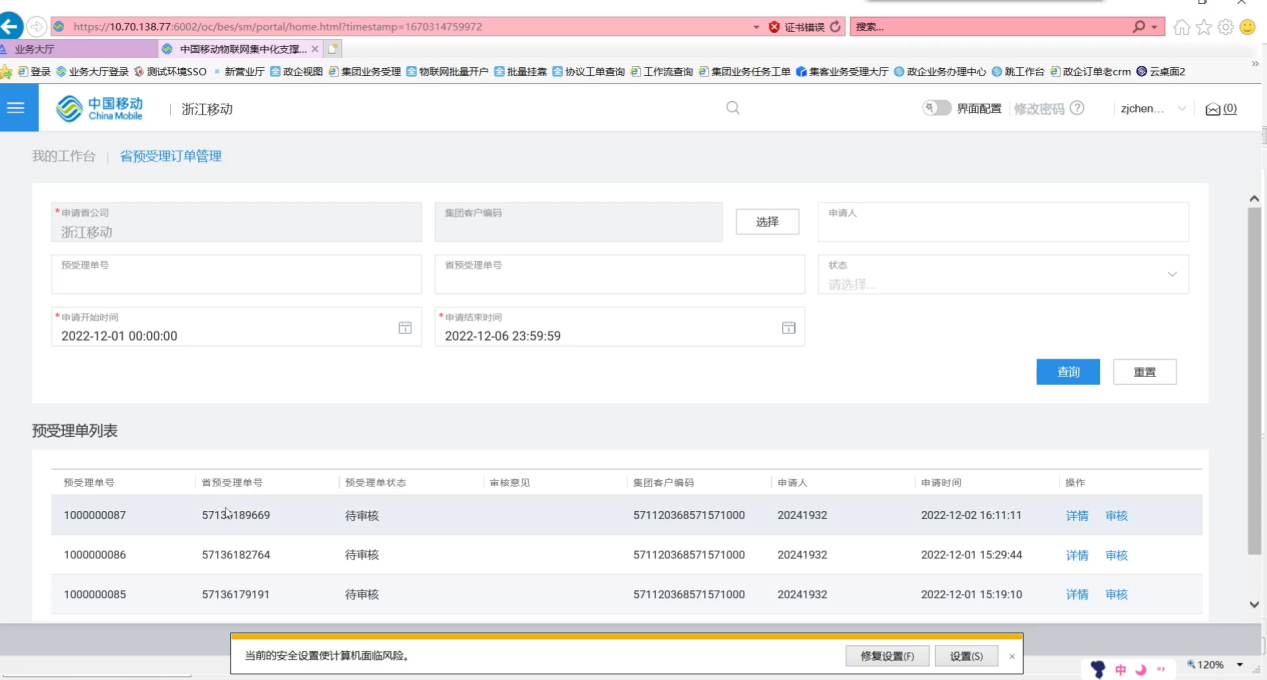 https://10.70.138.77:6002/oc/bes/sm/portal/home.html?timestamp=1670314759972 证书错误 搜索...
业务大厅 中国移动物联网集中化支撑... ×
登录 业务大厅登录 测试环境SSO 新营业厅 政企视图 集团业务受理 物联网批量开户 批量挂靠 协议工单查询 工作流查询 集团业务任务工单 集客业务受理大厅 政企业务办理中心 跳工作台 政企订单老crm 云桌面2 »
中国移动 China Mobile | 浙江移动 界面配置 修改密码 ? zjchen... (0)
我的工作台 | 省预受理订单管理
*申请省公司 集团客户编码 申请人
浙江移动 选择
预受理单号 省预受理单号 状态
请选择...
*申请开始时间 *申请结束时间
2022-12-01 00:00:00 2022-12-06 23:59:59
查询 重置
预受理单列表
预受理单号 省预受理单号 预受理单状态 审核意见 集团客户编码 申请人 申请时间 操作
1000000087 57136189669 待审核 571120368571571000 20241932 2022-12-02 16:11:11 详情 审核
1000000086 57136182764 待审核 571120368571571000 20241932 2022-12-01 15:29:44 详情 审核
1000000085 57136179191 待审核 571120368571571000 20241932 2022-12-01 15:19:10 详情 审核
当前的安全设置使计算机面临风险。 修复设置(F) 设置(S) ×
中 120%